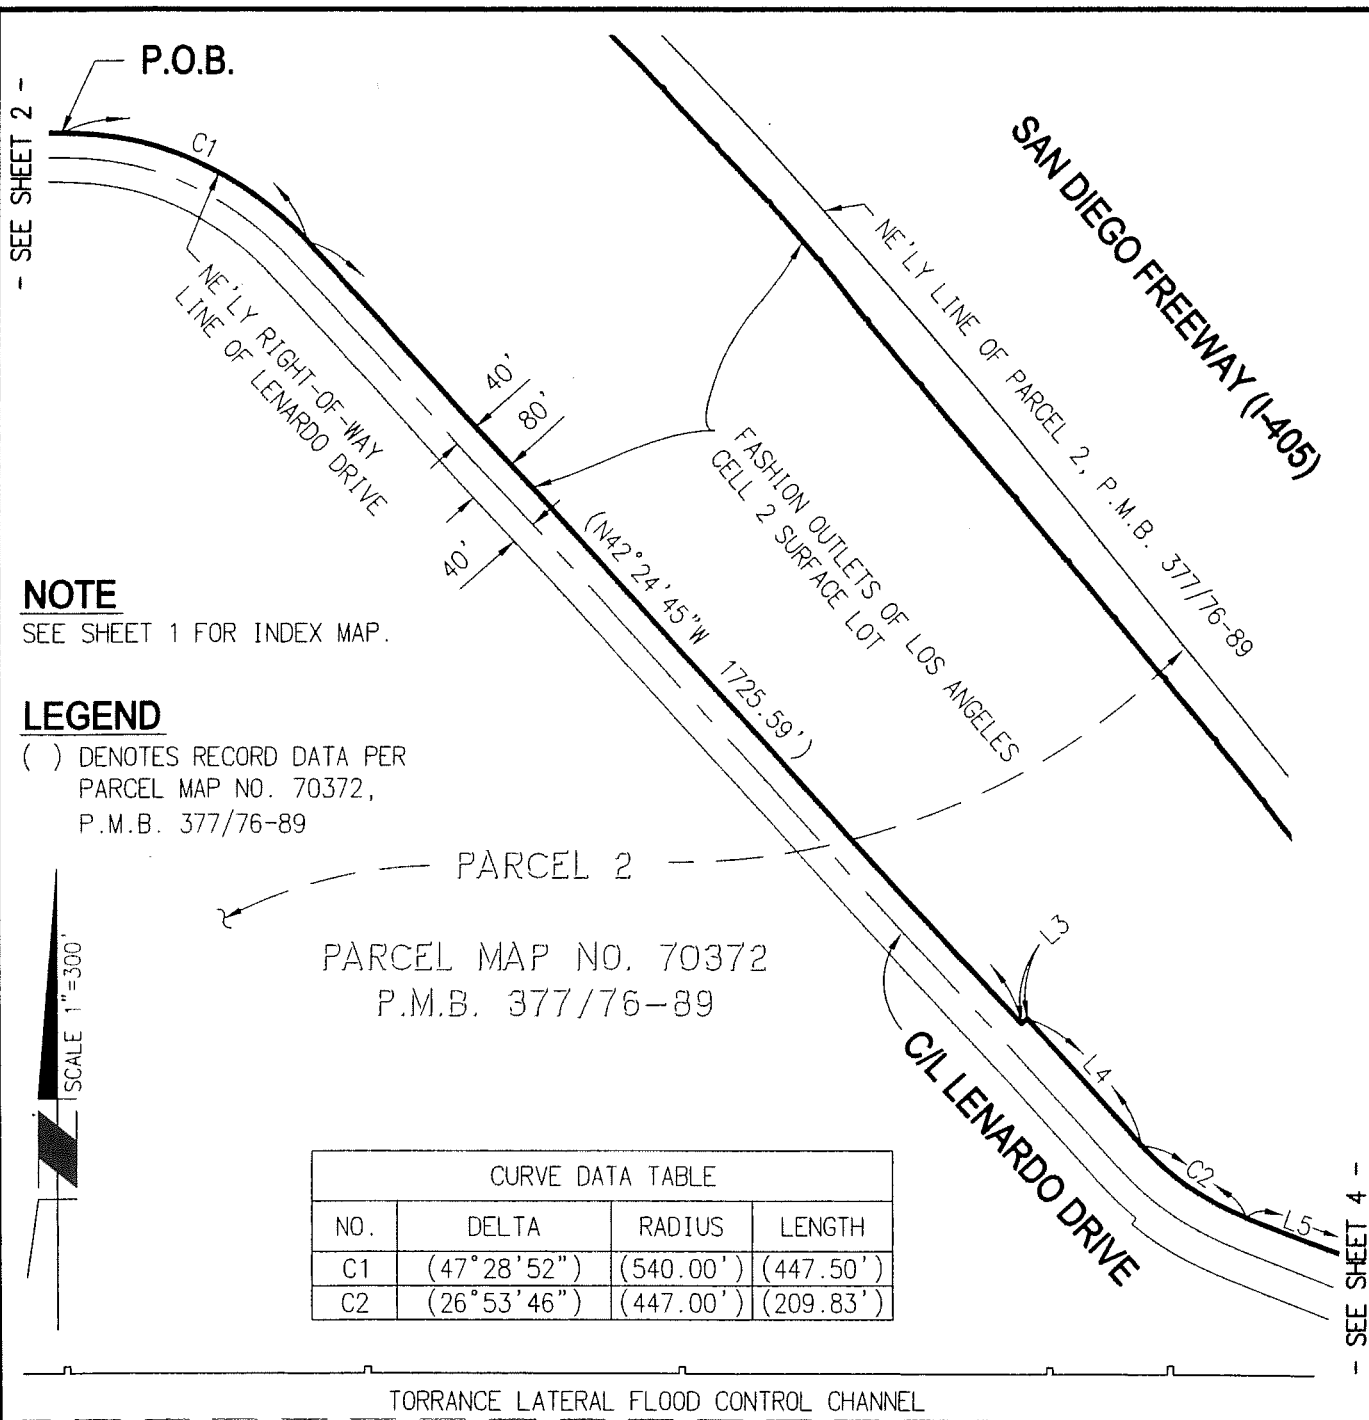 P.O.B.
- SEE SHEET 2 -
C1
SAN DIEGO FREEWAY (I-405)
NE'LY LINE OF PARCEL 2, P.M.B. 377/76-89
NE'LY RIGHT-OF-WAY
LINE OF LENARDO DRIVE
40'
80'
40'
FASHION OUTLETS OF LOS ANGELES
CELL 2 SURFACE LOT
(N42°24'45"W 1725.59')
NOTE
SEE SHEET 1 FOR INDEX MAP.
LEGEND
( ) DENOTES RECORD DATA PER
PARCEL MAP NO. 70372,
P.M.B. 377/76-89
PARCEL 2
PARCEL MAP NO. 70372
P.M.B. 377/76-89
SCALE 1"=300'
L3
L4
C2
L5
C/L LENARDO DRIVE
- SEE SHEET 4 -
CURVE DATA TABLE
NO. DELTA RADIUS LENGTH
C1 (47°28'52") (540.00') (447.50')
C2 (26°53'46") (447.00') (209.83')
TORRANCE LATERAL FLOOD CONTROL CHANNEL